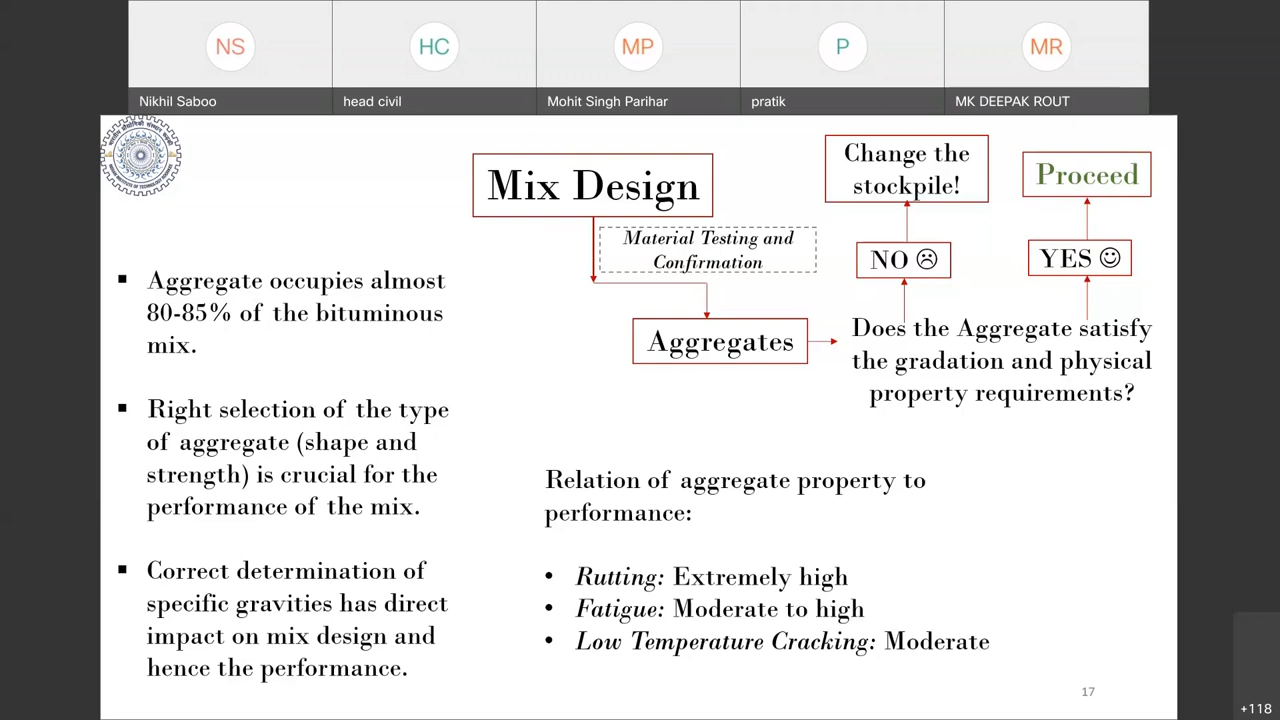 NS
HC
MP
P
MR
Nikhil Saboo
head civil
Mohit Singh Parihar
pratik
MK DEEPAK ROUT
Mix Design
Material Testing and
Confirmation
Change the
stockpile!
Proceed
NO ☹
YES ☺
Aggregates
Does the Aggregate satisfy
the gradation and physical
property requirements?
▪ Aggregate occupies almost
80-85% of the bituminous
mix.
▪ Right selection of the type
of aggregate (shape and
strength) is crucial for the
performance of the mix.
▪ Correct determination of
specific gravities has direct
impact on mix design and
hence the performance.
Relation of aggregate property to
performance:
• Rutting: Extremely high
• Fatigue: Moderate to high
• Low Temperature Cracking: Moderate
17
+118